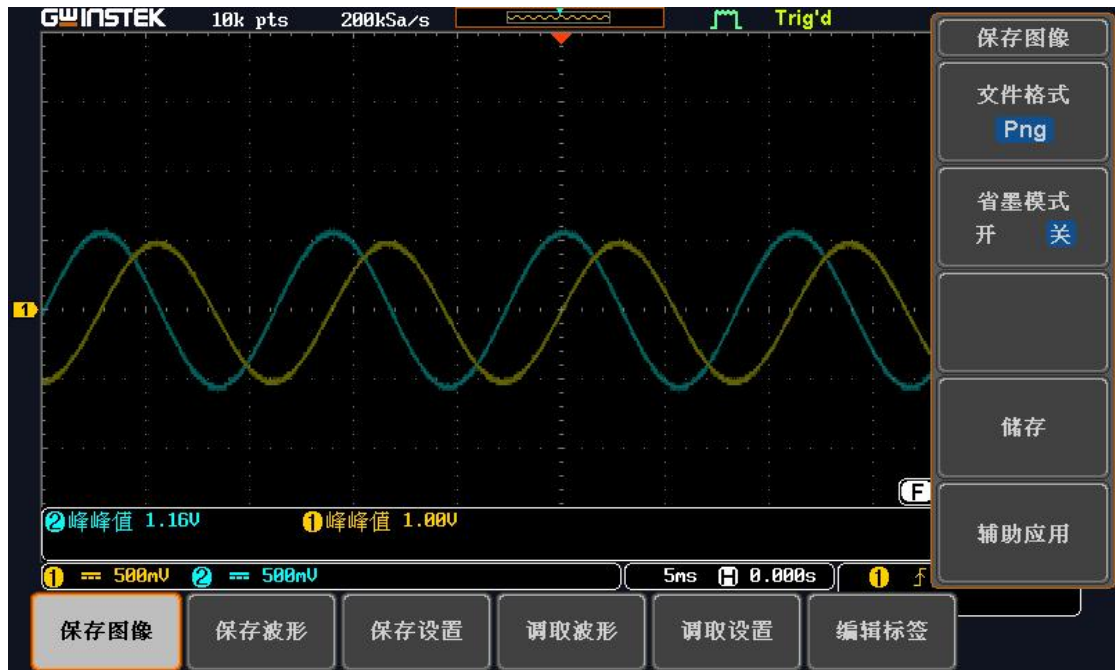 GWINSTEK 10k pts 200kSa/s Trig'd
保存图像
文件格式
Png
省墨模式
开 关
储存
辅助应用
1
F
2 峰峰值 1.16V 1 峰峰值 1.00V
1 500mV 2 500mV 5ms H 0.000s 1
保存图像 保存波形 保存设置 调取波形 调取设置 编辑标签